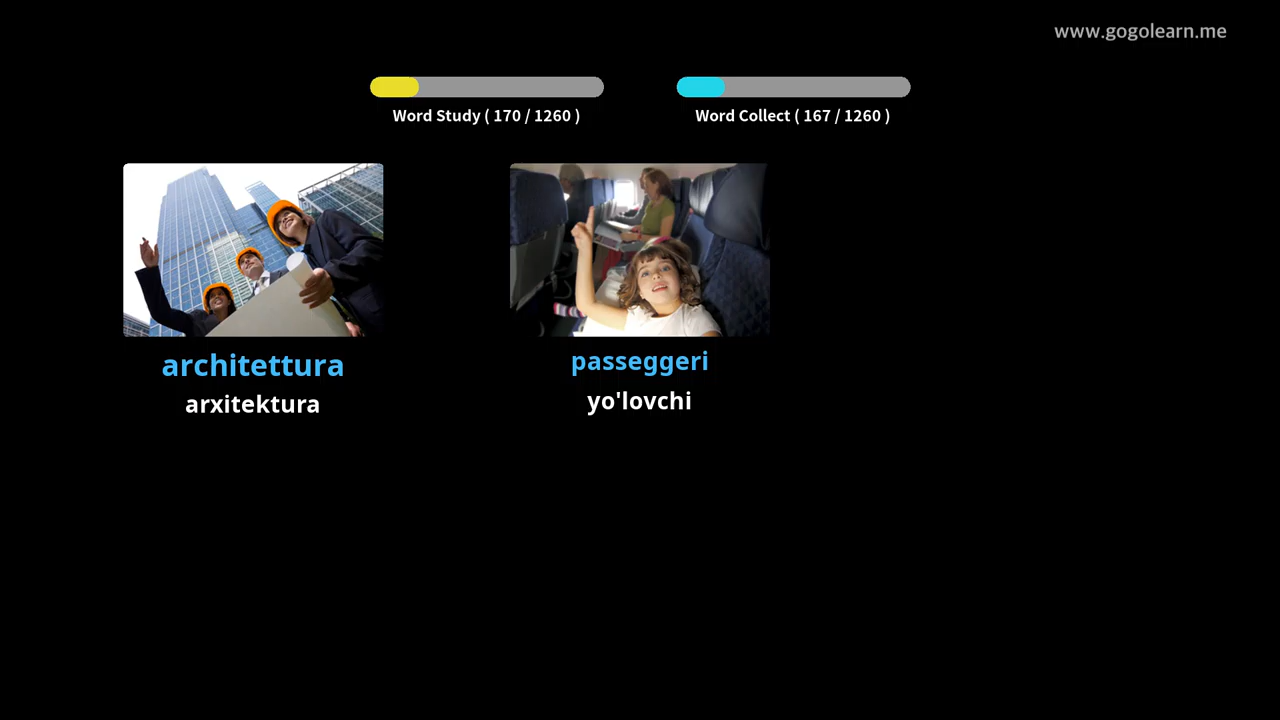 www.gogolearn.me
Word Study ( 170 / 1260 )
Word Collect ( 167 / 1260 )
architettura
passeggeri
arxitektura
yo'lovchi